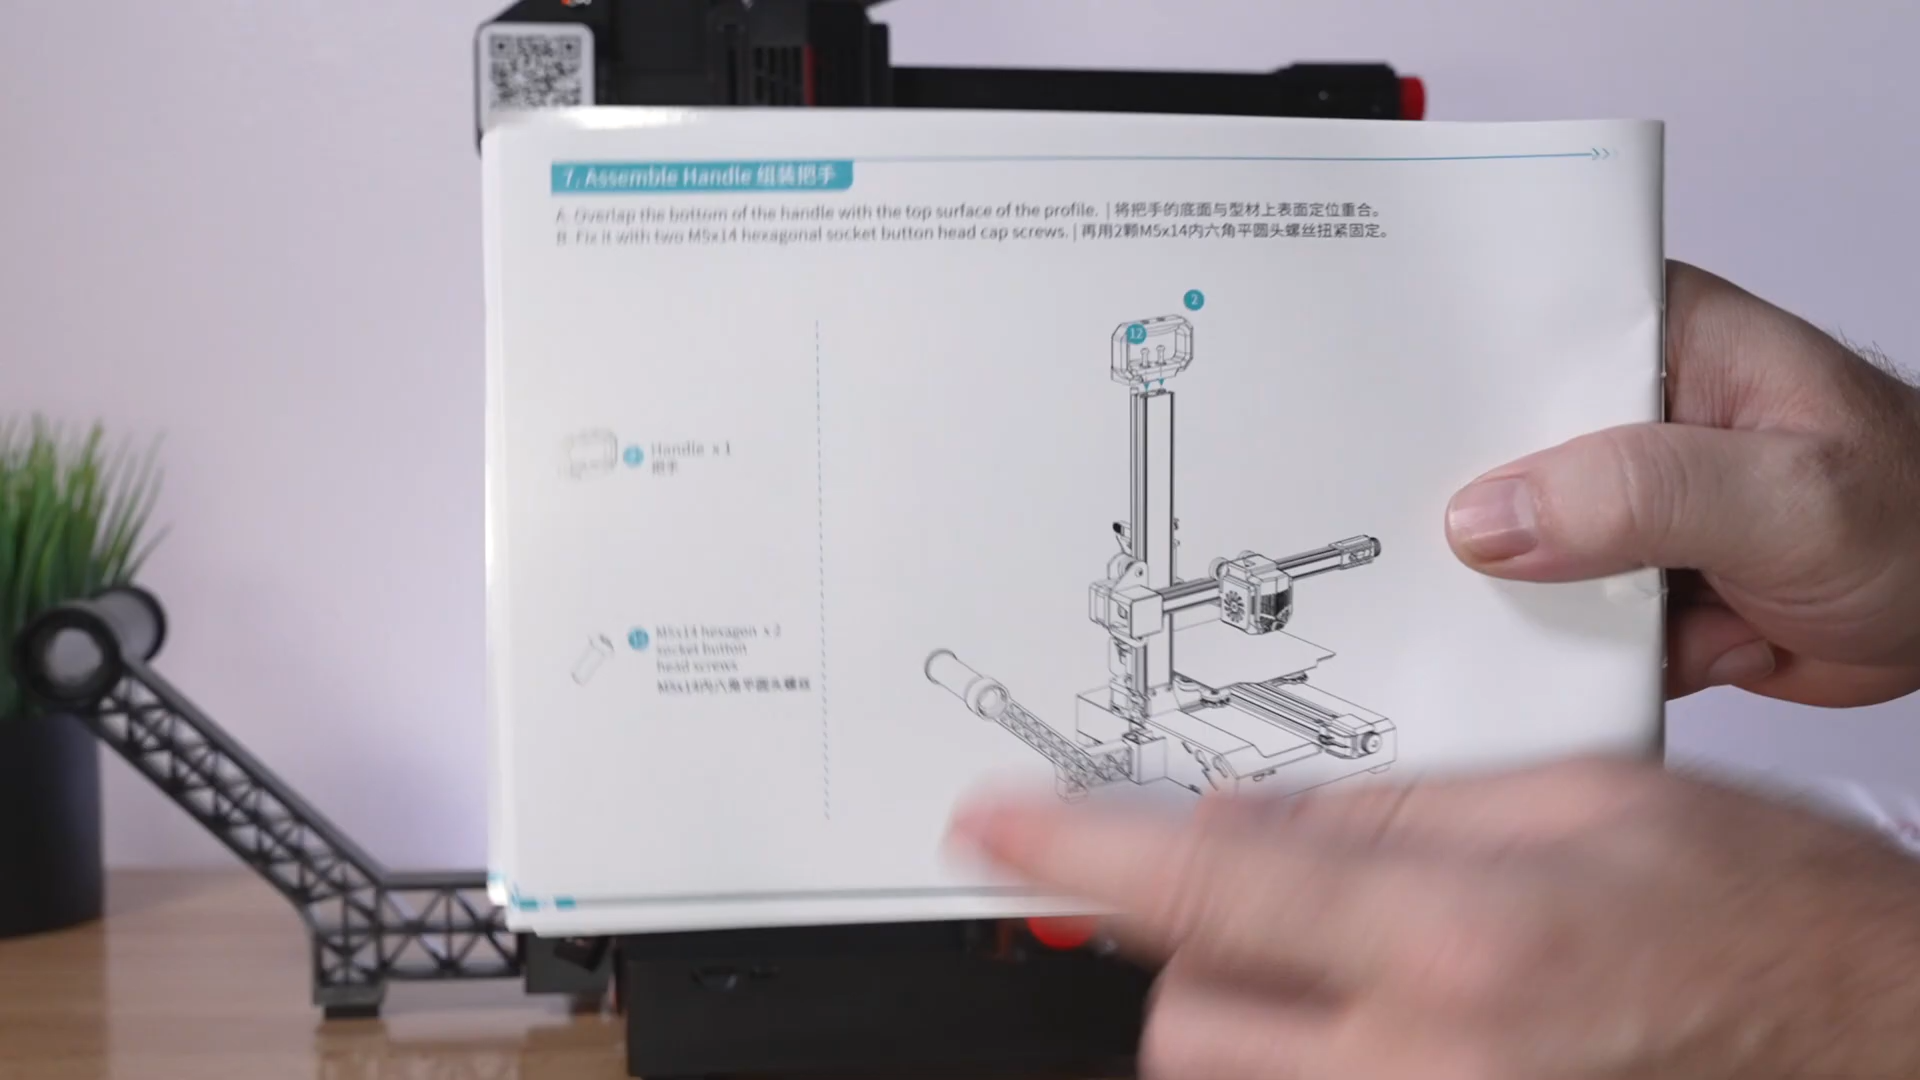 7. Assemble Handle 组装把手
A. Overlap the bottom of the handle with the top surface of the profile. | 将把手的底面与型材上表面定位重合。
B. Fix it with two M5x14 hexagonal socket button head cap screws. | 再用2颗M5x14内六角平圆头螺丝扭紧固定。
2
12
2 Handle x 1
把手
12 M5x14 hexagon x 2
socket button
head screws
M5x14内六角平圆头螺丝